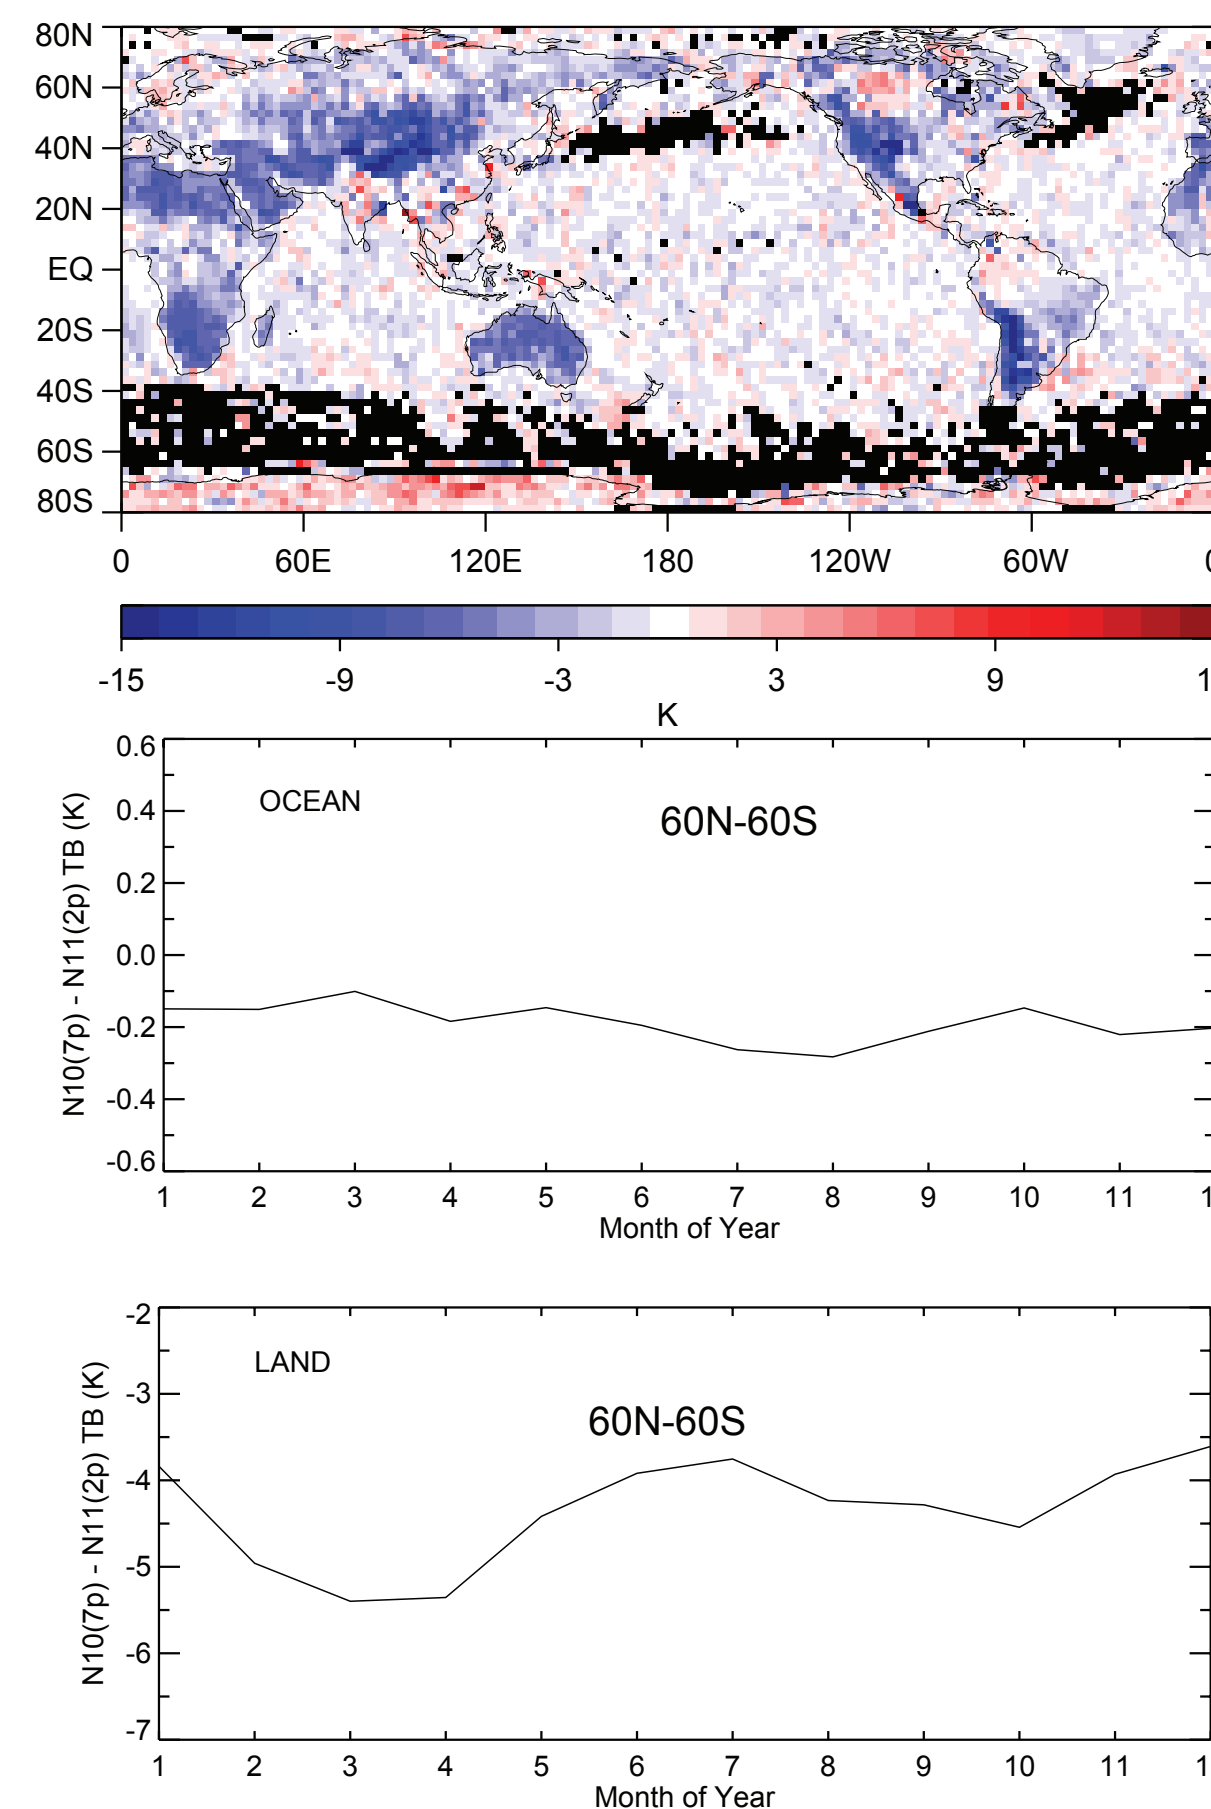 80N
60N
40N
20N
EQ
20S
40S
60S
80S
0 60E 120E 180 120W 60W
-15 -9 -3 3 9 1
K
0.6
0.4
0.2
0.0
-0.2
-0.4
-0.6
N10(7p) - N11(2p) TB (K)
OCEAN
60N-60S
1 2 3 4 5 6 7 8 9 10 11 1
Month of Year
-2
-3
-4
-5
-6
-7
N10(7p) - N11(2p) TB (K)
LAND
60N-60S
1 2 3 4 5 6 7 8 9 10 11 1
Month of Year